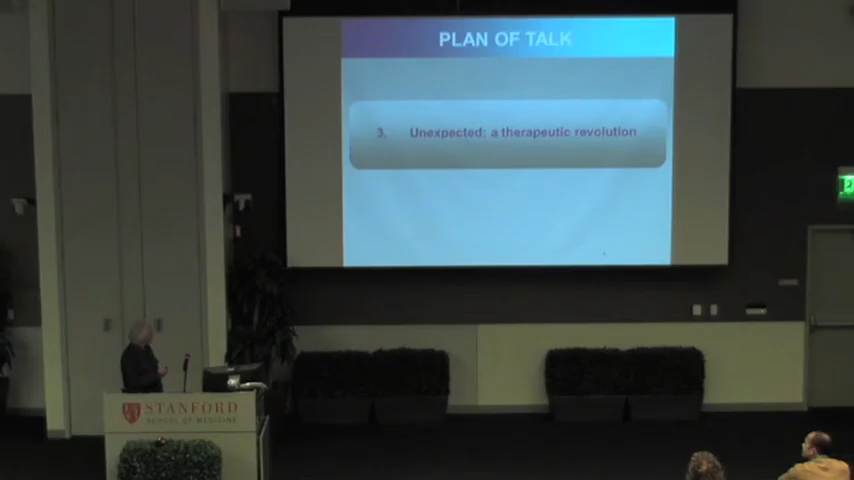 PLAN OF TALK
3. Unexpected: a therapeutic revolution
STANFORD
SCHOOL OF MEDICINE